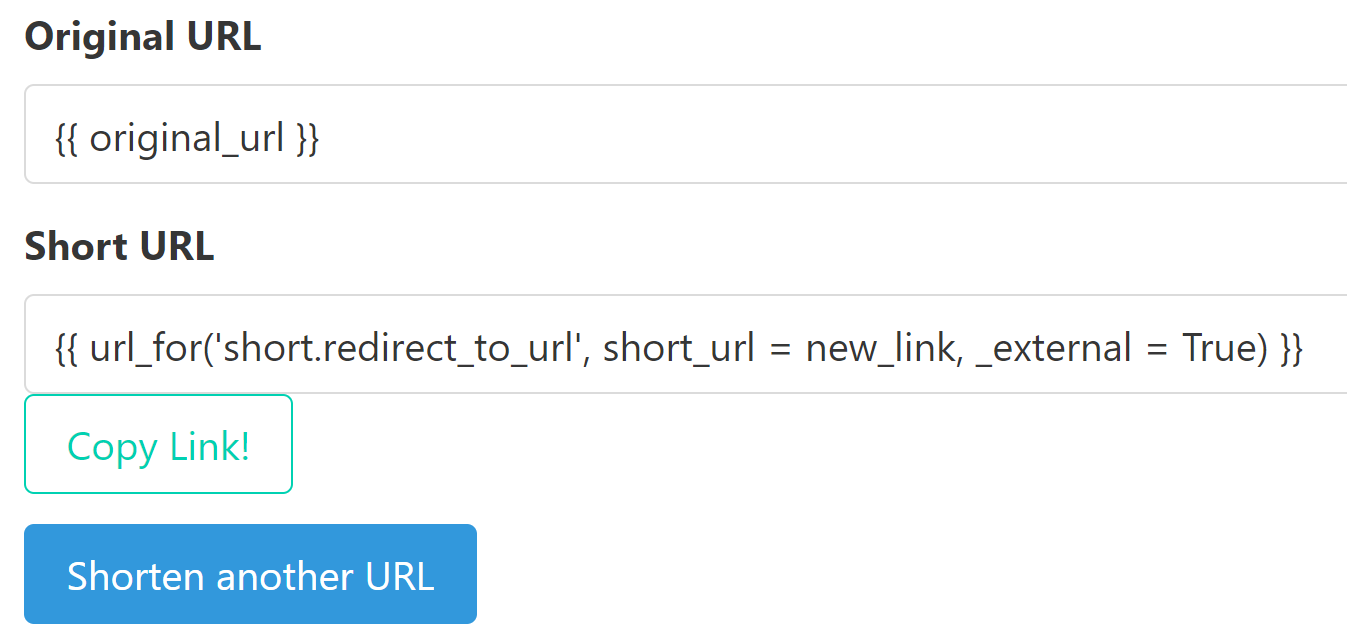 Original URL
{{ original_url }}
Short URL
{{ url_for('short.redirect_to_url', short_url = new_link, _external = True) }}
Copy Link!
Shorten another URL